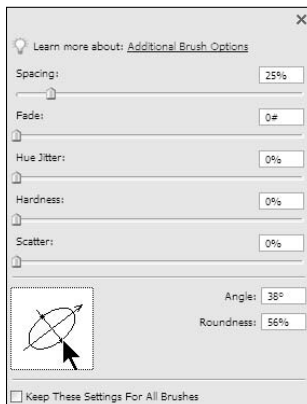 Learn more about: Additional Brush Options
Spacing: 25%
Fade: 0#
Hue Jitter: 0%
Hardness: 0%
Scatter: 0%
Angle: 38º
Roundness: 56%
Keep These Settings For All Brushes